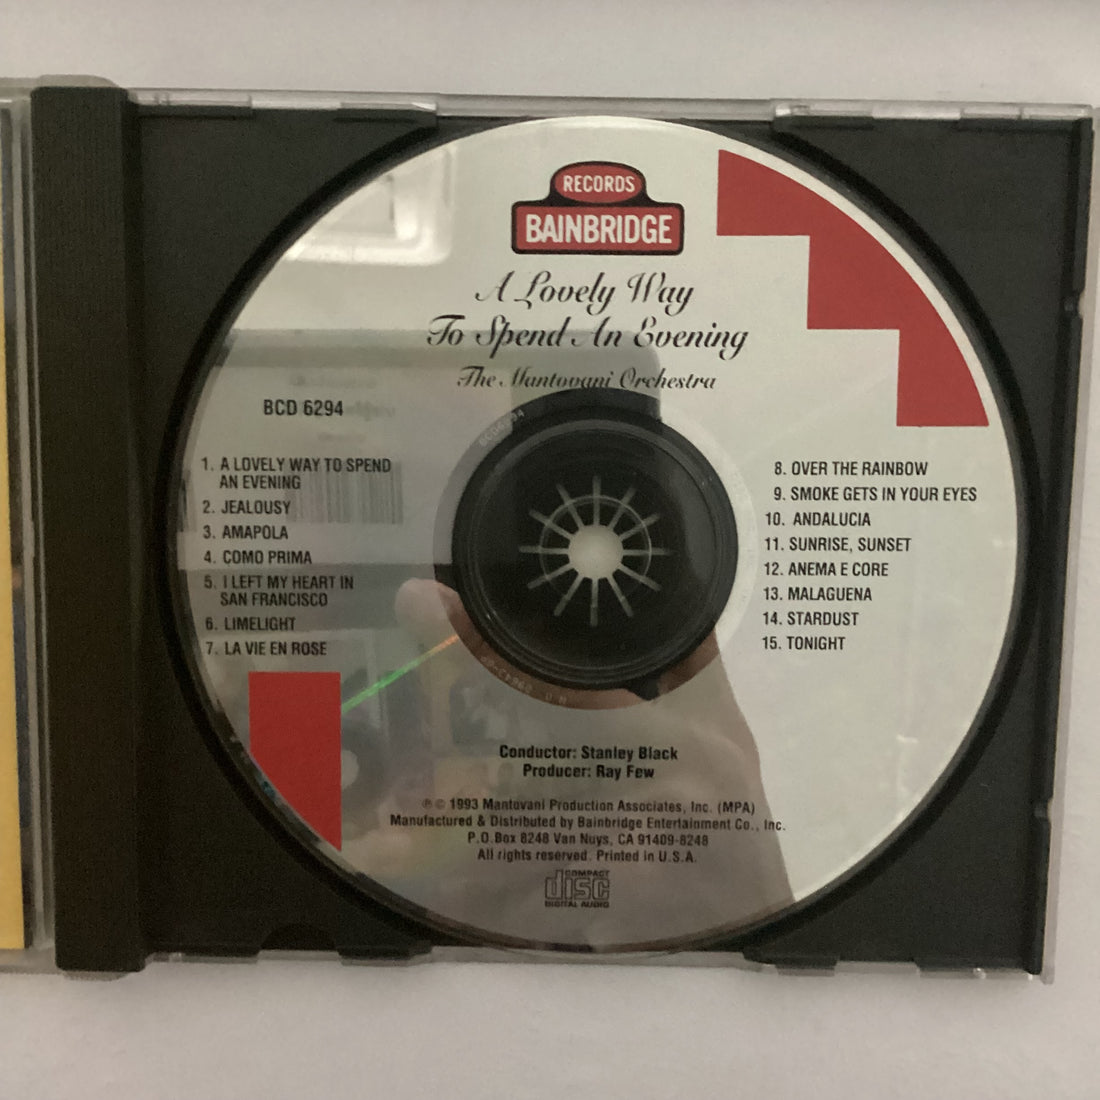 RECORDS
BAINBRIDGE
A Lovely Way
To Spend An Evening
The Mantovani Orchestra
BCD 6294
1. A LOVELY WAY TO SPEND
AN EVENING
2. JEALOUSY
3. AMAPOLA
4. COMO PRIMA
5. I LEFT MY HEART IN
SAN FRANCISCO
6. LIMELIGHT
7. LA VIE EN ROSE
8. OVER THE RAINBOW
9. SMOKE GETS IN YOUR EYES
10. ANDALUCIA
11. SUNRISE, SUNSET
12. ANEMA E CORE
13. MALAGUENA
14. STARDUST
15. TONIGHT
BCD6294
Conductor: Stanley Black
Producer: Ray Few
℗ © 1993 Mantovani Production Associates, Inc. (MPA)
Manufactured & Distributed by Bainbridge Entertainment Co., Inc.
P.O.Box 8248 Van Nuys, CA 91409-8248
All rights reserved. Printed in U.S.A.
COMPACT
disc
DIGITAL AUDIO